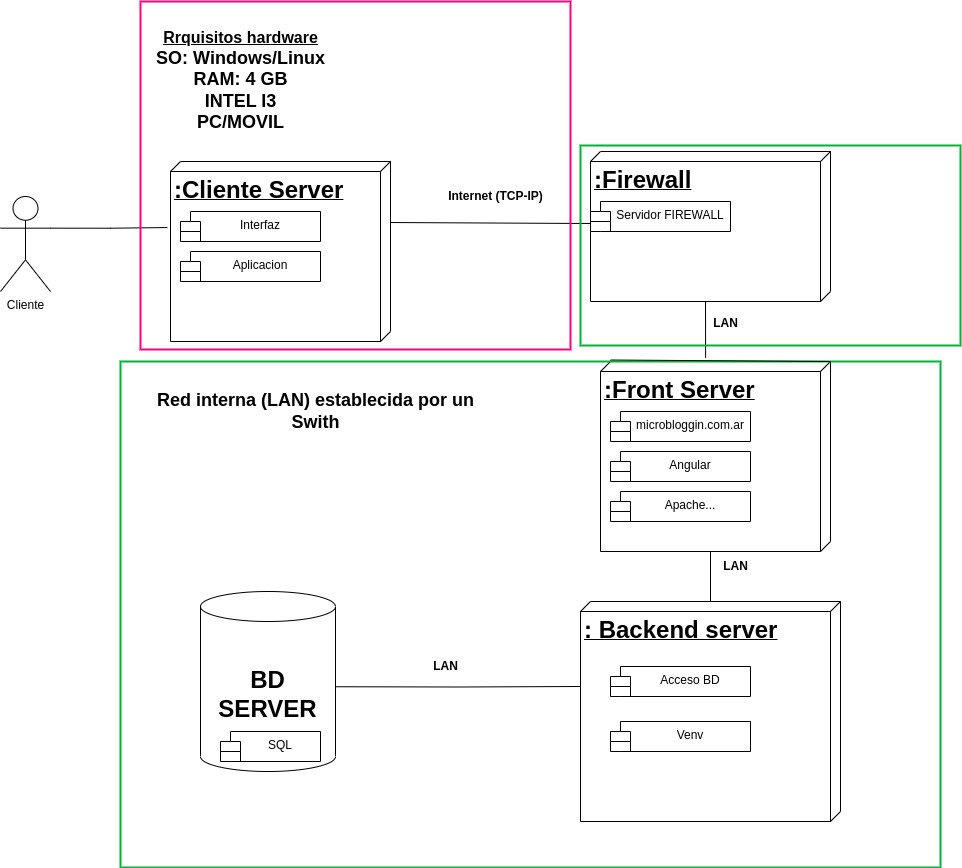 Rrquisitos hardware
SO: Windows/Linux
RAM: 4 GB
INTEL I3
PC/MOVIL
:Cliente Server
Interfaz
Aplicacion
Cliente
Internet (TCP-IP)
:Firewall
Servidor FIREWALL
LAN
Red interna (LAN) establecida por un
Swith
:Front Server
microbloggin.com.ar
Angular
Apache...
LAN
: Backend server
Acceso BD
Venv
LAN
BD
SERVER
SQL